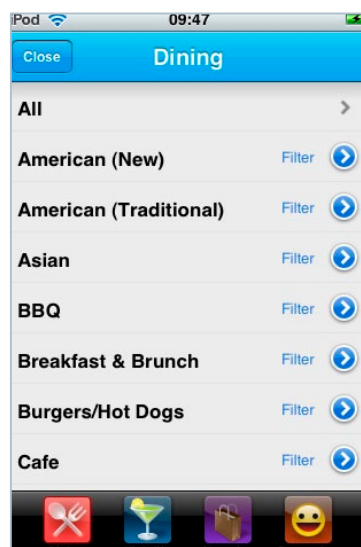 iPod 09:47
Close Dining
All
American (New) Filter
American (Traditional) Filter
Asian Filter
BBQ Filter
Breakfast & Brunch Filter
Burgers/Hot Dogs Filter
Cafe Filter